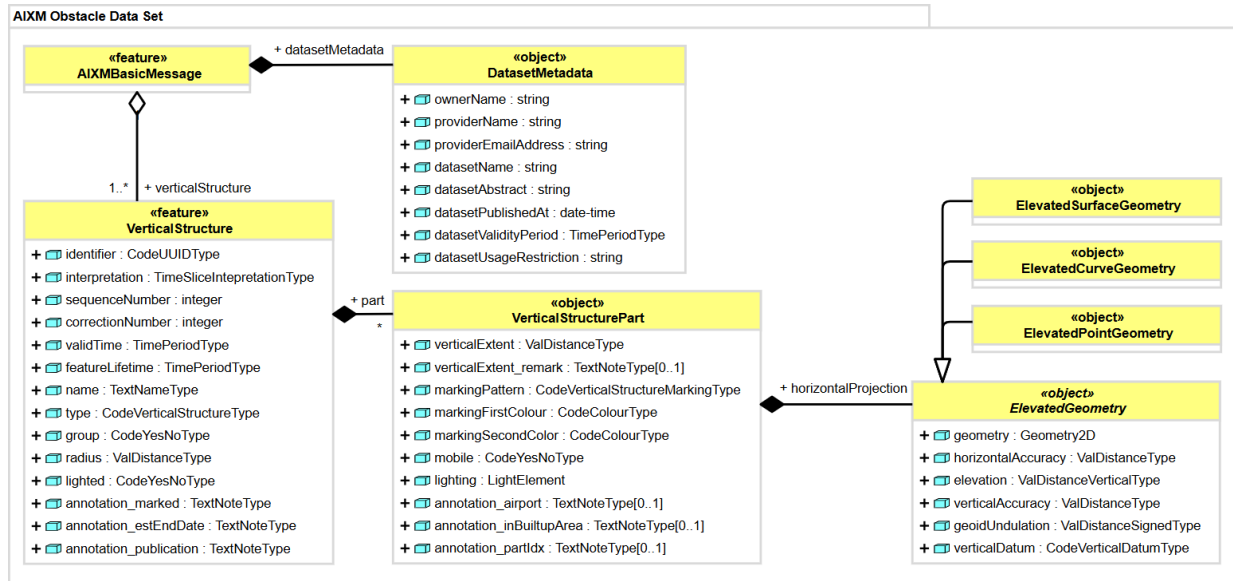 AIXM Obstacle Data Set
«feature»
AIXMBasicMessage
+ datasetMetadata
«object»
DatasetMetadata
+ ownerName : string
+ providerName : string
+ providerEmailAddress : string
+ datasetName : string
+ datasetAbstract : string
+ datasetPublishedAt : date-time
+ datasetValidityPeriod : TimePeriodType
+ datasetUsageRestriction : string
1..* + verticalStructure
«feature»
VerticalStructure
+ identifier : CodeUUIDType
+ interpretation : TimeSliceIntepretationType
+ sequenceNumber : integer
+ correctionNumber : integer
+ validTime : TimePeriodType
+ featureLifetime : TimePeriodType
+ name : TextNameType
+ type : CodeVerticalStructureType
+ group : CodeYesNoType
+ radius : ValDistanceType
+ lighted : CodeYesNoType
+ annotation_marked : TextNoteType
+ annotation_estEndDate : TextNoteType
+ annotation_publication : TextNoteType
+ part
*
«object»
VerticalStructurePart
+ verticalExtent : ValDistanceType
+ verticalExtent_remark : TextNoteType[0..1]
+ markingPattern : CodeVerticalStructureMarkingType
+ markingFirstColour : CodeColourType
+ markingSecondColor : CodeColourType
+ mobile : CodeYesNoType
+ lighting : LightElement
+ annotation_airport : TextNoteType[0..1]
+ annotation_inBuiltupArea : TextNoteType[0..1]
+ annotation_partIdx : TextNoteType[0..1]
+ horizontalProjection
«object»
ElevatedSurfaceGeometry
«object»
ElevatedCurveGeometry
«object»
ElevatedPointGeometry
«object»
ElevatedGeometry
+ geometry : Geometry2D
+ horizontalAccuracy : ValDistanceType
+ elevation : ValDistanceVerticalType
+ verticalAccuracy : ValDistanceType
+ geoidUndulation : ValDistanceSignedType
+ verticalDatum : CodeVerticalDatumType